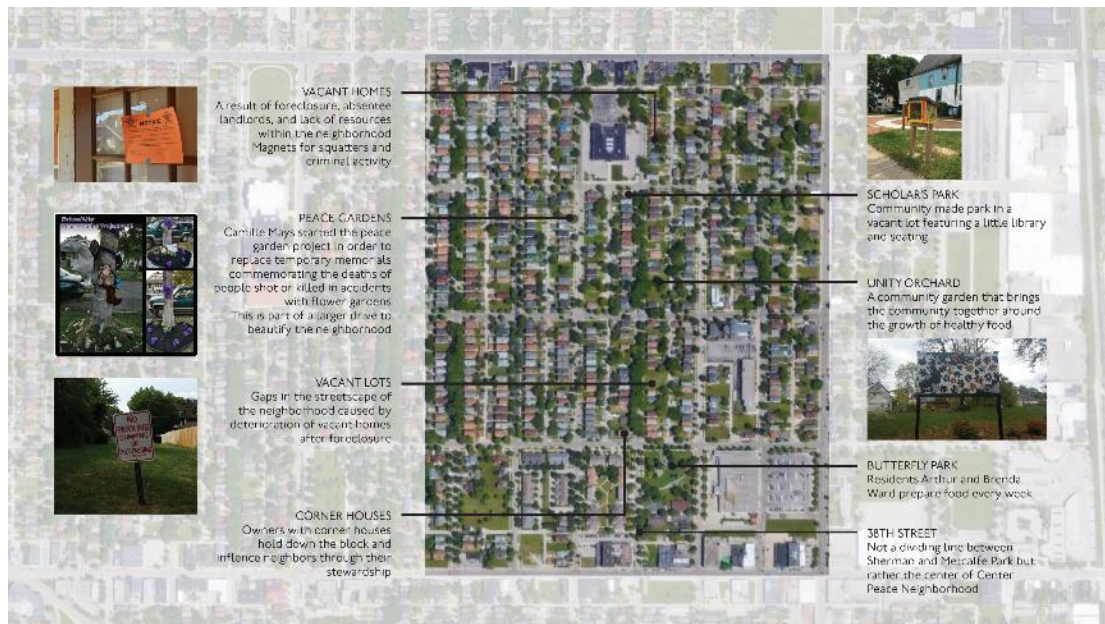 VACANT HOMES
A result of foreclosure, absentee
landlords, and lack of resources
within the neighborhood
Magnets for squatters and
criminal activity
PEACE GARDENS
Camille Mays started the peace
garden project in order to
replace temporary memorials
commemorating the deaths of
people shot or killed in accidents
with flower gardens
This is part of a larger drive to
beautify the neighborhood
VACANT LOTS
Gaps in the streetscape of
the neighborhood caused by
deterioration of vacant homes
after foreclosure
CORNER HOUSES
Owners with corner houses
hold down the block and
inflence neighbors through their
stewardship
SCHOLAR'S PARK
Community made park in a
vacant lot featuring a little library
and seating
UNITY ORCHARD
A community garden that brings
the community together around
the growth of healthy food
BUTTERFLY PARK
Residents Arthur and Brenda
Ward prepare food every week
38TH STREET
Not a dividing line between
Sherman and Metcalfe Park but
rather the center of Center
Peace Neighborhood
NOTICE
NO
PARKING
DUMPING
OR